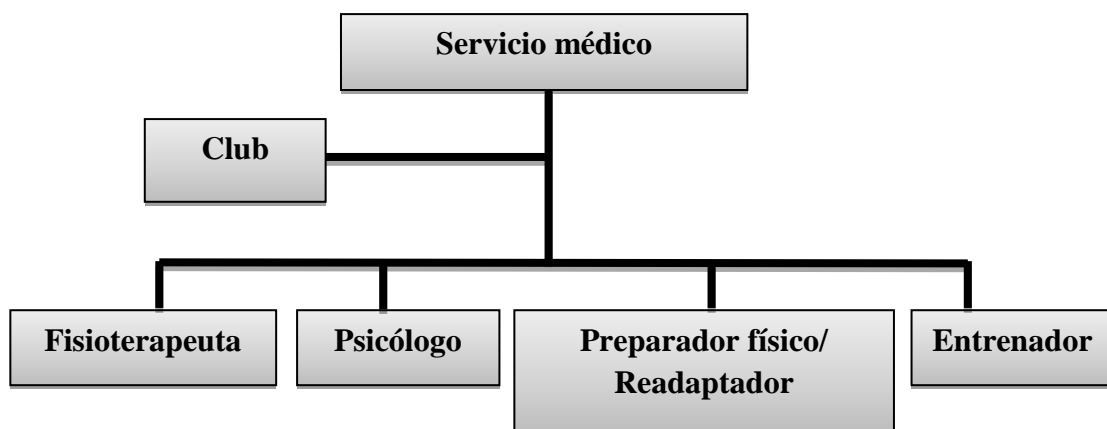 Servicio médico
Club
Fisioterapeuta
Psicólogo
Preparador físico/
Readaptador
Entrenador